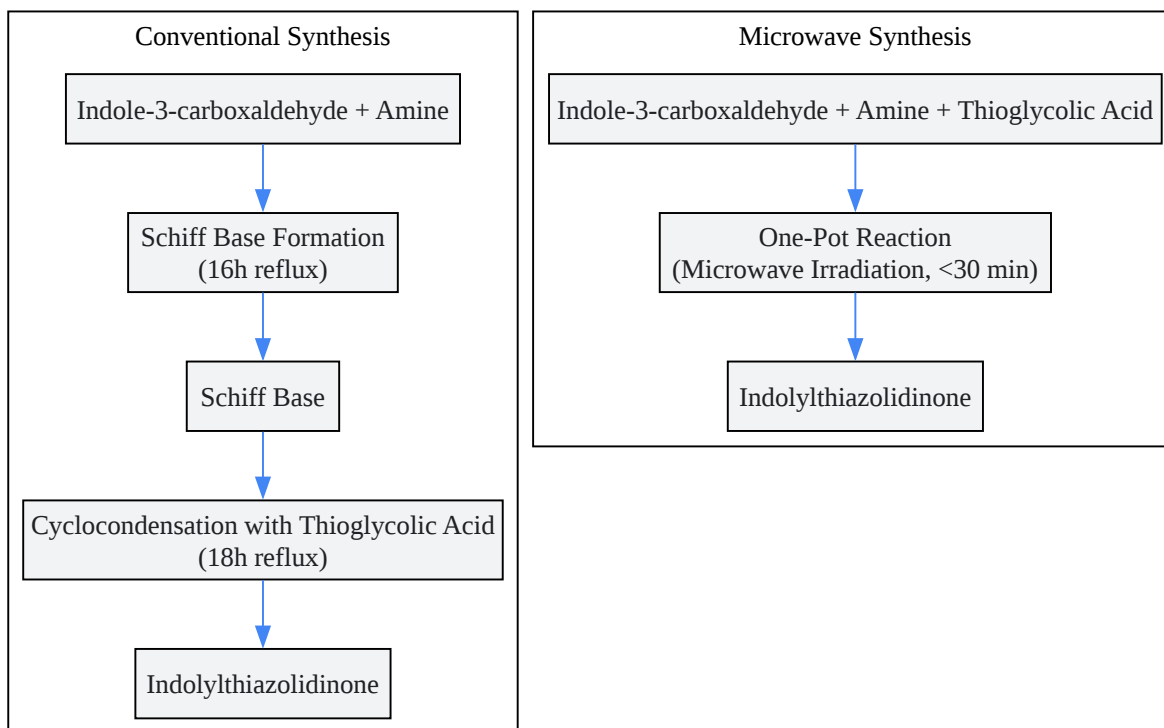 Conventional Synthesis
Indole-3-carboxaldehyde + Amine
Schiff Base Formation
(16h reflux)
Schiff Base
Cyclocondensation with Thioglycolic Acid
(18h reflux)
Indolylthiazolidinone
Microwave Synthesis
Indole-3-carboxaldehyde + Amine + Thioglycolic Acid
One-Pot Reaction
(Microwave Irradiation, <30 min)
Indolylthiazolidinone